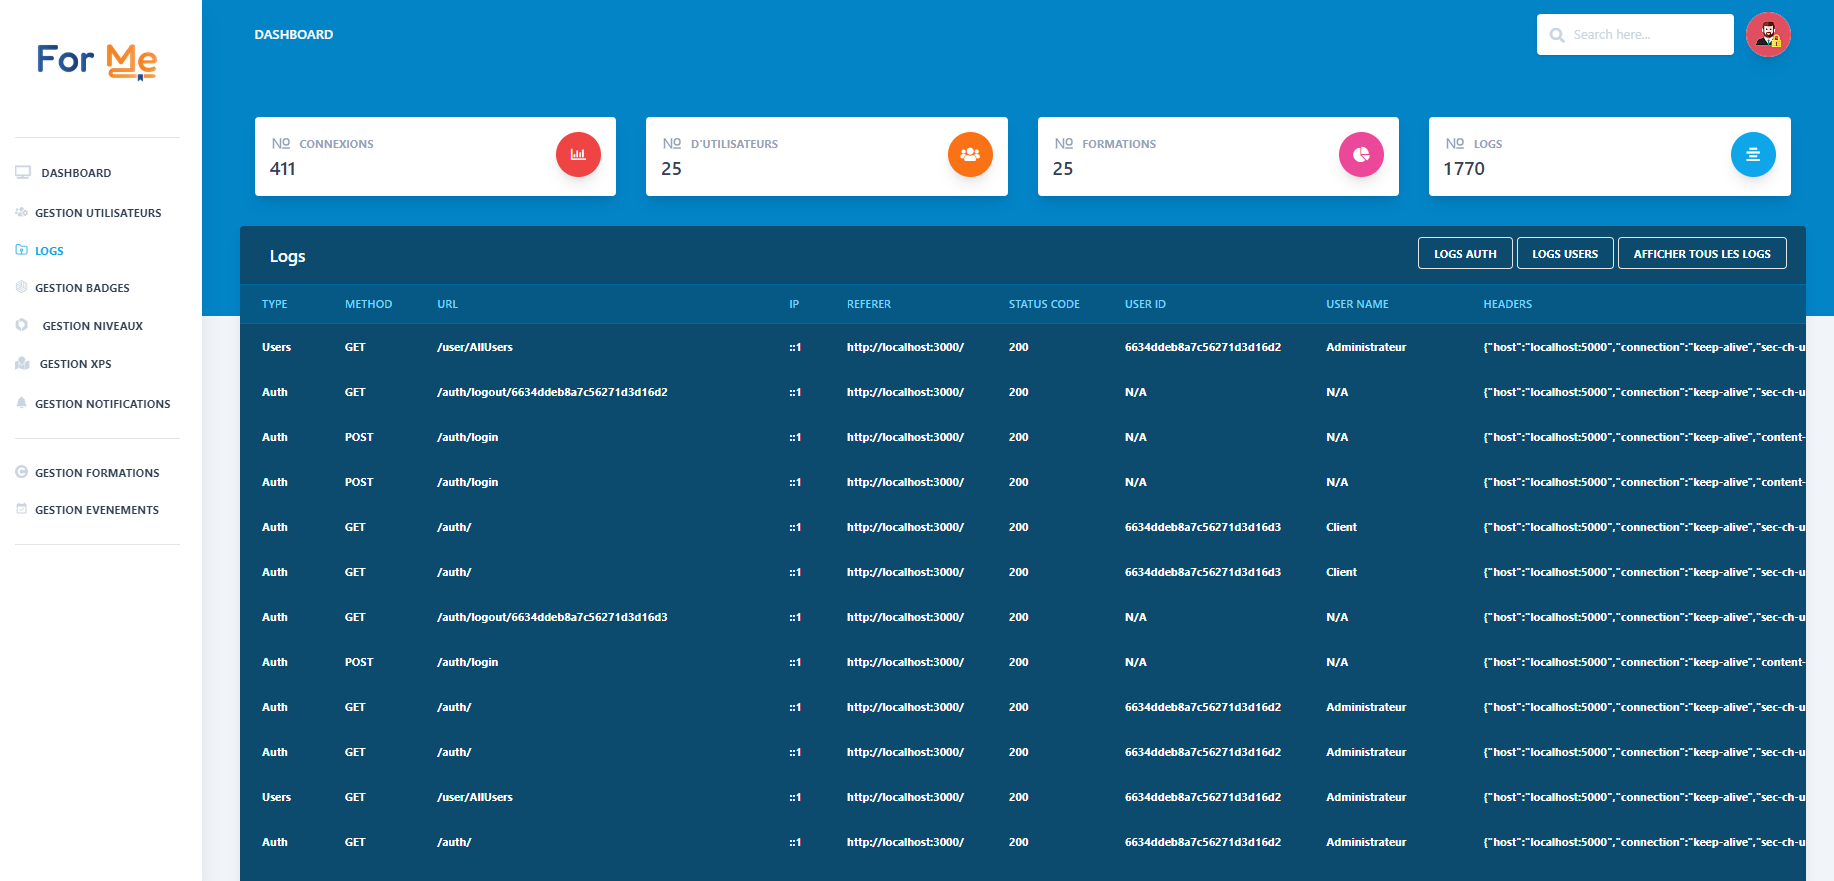 For Me
DASHBOARD
GESTION UTILISATEURS
LOGS
GESTION BADGES
GESTION NIVEAUX
GESTION XPS
GESTION NOTIFICATIONS
GESTION FORMATIONS
GESTION EVENEMENTS
DASHBOARD
Search here...
№ CONNEXIONS
411
№ D'UTILISATEURS
25
№ FORMATIONS
25
№ LOGS
1770
Logs
LOGS AUTH LOGS USERS AFFICHER TOUS LES LOGS
TYPE METHOD URL IP REFERER STATUS CODE USER ID USER NAME HEADERS
Users GET /user/AllUsers ::1 http://localhost:3000/ 200 6634ddeb8a7c56271d3d16d2 Administrateur {"host":"localhost:5000","connection":"keep-alive","sec-ch-u
Auth GET /auth/logout/6634ddeb8a7c56271d3d16d2 ::1 http://localhost:3000/ 200 N/A N/A {"host":"localhost:5000","connection":"keep-alive","sec-ch-u
Auth POST /auth/login ::1 http://localhost:3000/ 200 N/A N/A {"host":"localhost:5000","connection":"keep-alive","content-
Auth POST /auth/login ::1 http://localhost:3000/ 200 N/A N/A {"host":"localhost:5000","connection":"keep-alive","content-
Auth GET /auth/ ::1 http://localhost:3000/ 200 6634ddeb8a7c56271d3d16d3 Client {"host":"localhost:5000","connection":"keep-alive","sec-ch-u
Auth GET /auth/ ::1 http://localhost:3000/ 200 6634ddeb8a7c56271d3d16d3 Client {"host":"localhost:5000","connection":"keep-alive","sec-ch-u
Auth GET /auth/logout/6634ddeb8a7c56271d3d16d3 ::1 http://localhost:3000/ 200 N/A N/A {"host":"localhost:5000","connection":"keep-alive","sec-ch-u
Auth POST /auth/login ::1 http://localhost:3000/ 200 N/A N/A {"host":"localhost:5000","connection":"keep-alive","content-
Auth GET /auth/ ::1 http://localhost:3000/ 200 6634ddeb8a7c56271d3d16d2 Administrateur {"host":"localhost:5000","connection":"keep-alive","sec-ch-u
Auth GET /auth/ ::1 http://localhost:3000/ 200 6634ddeb8a7c56271d3d16d2 Administrateur {"host":"localhost:5000","connection":"keep-alive","sec-ch-u
Users GET /user/AllUsers ::1 http://localhost:3000/ 200 6634ddeb8a7c56271d3d16d2 Administrateur {"host":"localhost:5000","connection":"keep-alive","sec-ch-u
Auth GET /auth/ ::1 http://localhost:3000/ 200 6634ddeb8a7c56271d3d16d2 Administrateur {"host":"localhost:5000","connection":"keep-alive","sec-ch-u